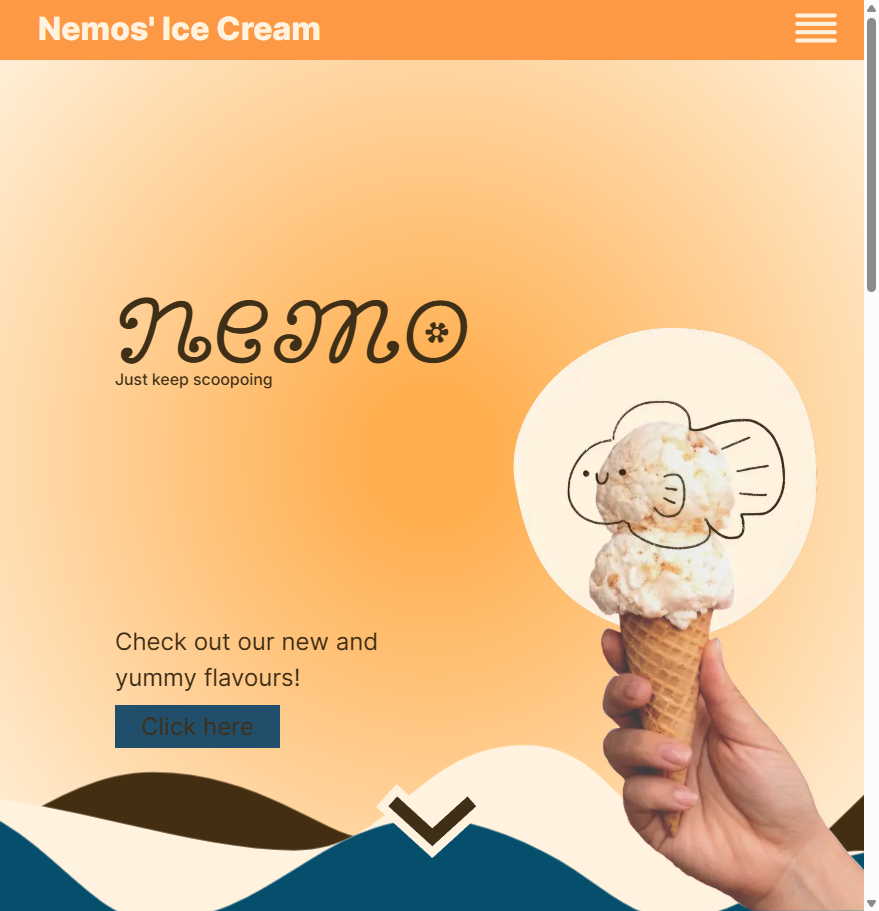 Nemos' Ice Cream
nemo
Just keep scoopoing
Check out our new and
yummy flavours!
Click here